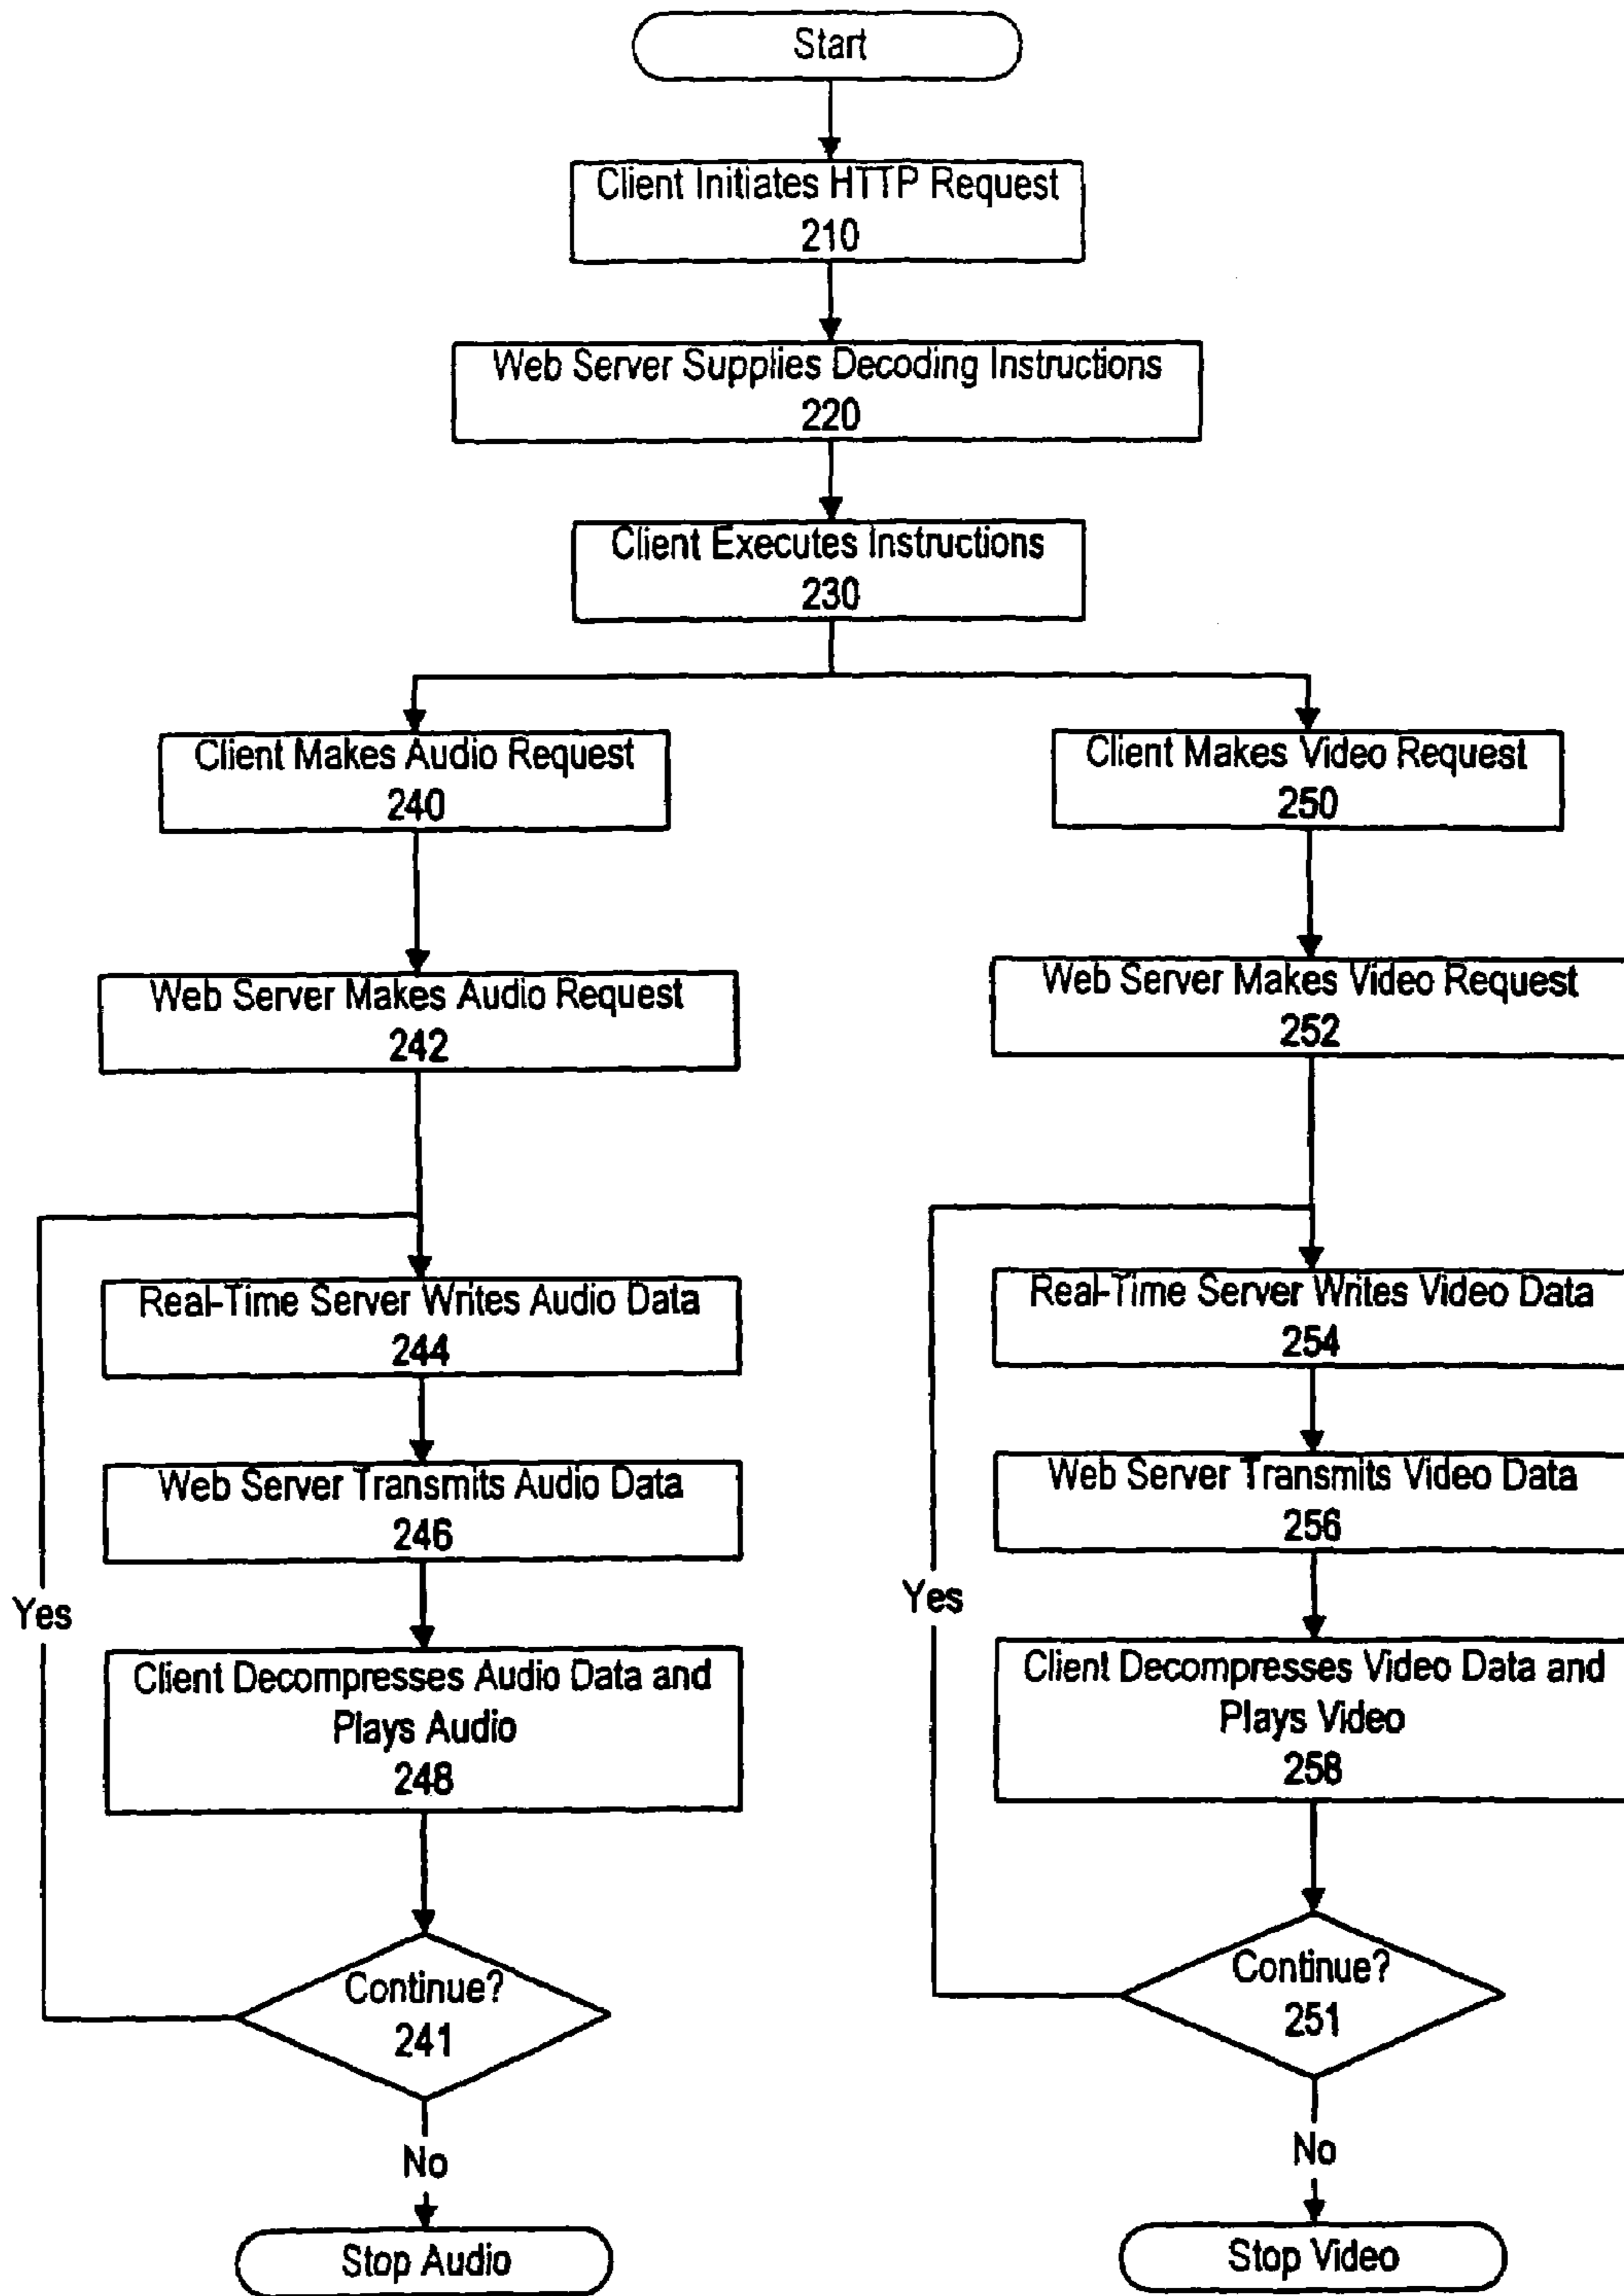 Start
Client Initiates HTTP Request
210
Web Server Supplies Decoding Instructions
220
Client Executes Instructions
230
Client Makes Audio Request
240
Web Server Makes Audio Request
242
Real-Time Server Writes Audio Data
244
Web Server Transmits Audio Data
246
Yes
Client Decompresses Audio Data and
Plays Audio
248
Continue?
241
No
Stop Audio
Client Makes Video Request
250
Web Server Makes Video Request
252
Real-Time Server Writes Video Data
254
Web Server Transmits Video Data
256
Yes
Client Decompresses Video Data and
Plays Video
258
Continue?
251
No
Stop Video